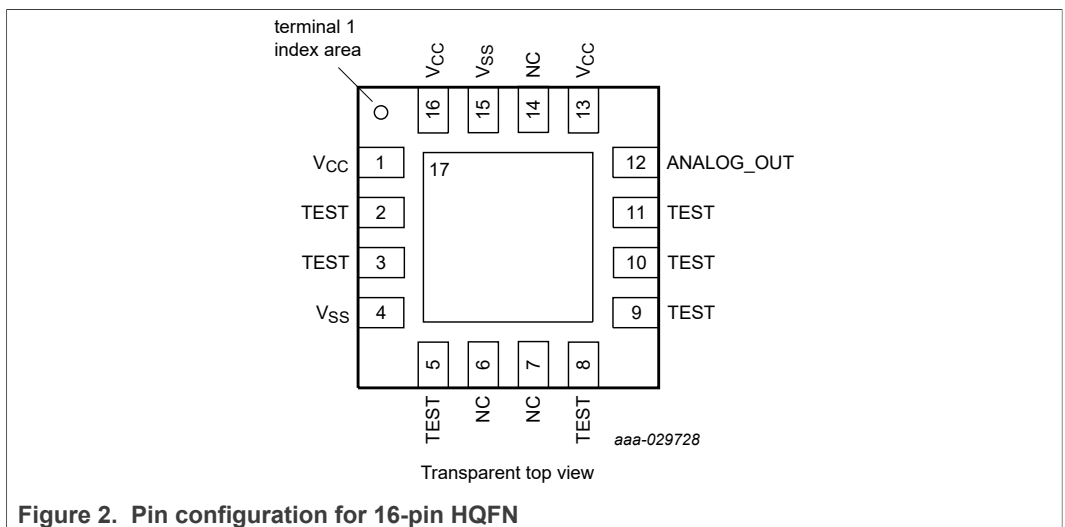 terminal 1
index area
VCC
VSS
NC
VCC
16
15
14
13
VCC
1
17
12
ANALOG_OUT
TEST
2
11
TEST
TEST
3
10
TEST
VSS
4
9
TEST
5
6
7
8
TEST
NC
NC
TEST
aaa-029728
Transparent top view
Figure 2. Pin configuration for 16-pin HQFN